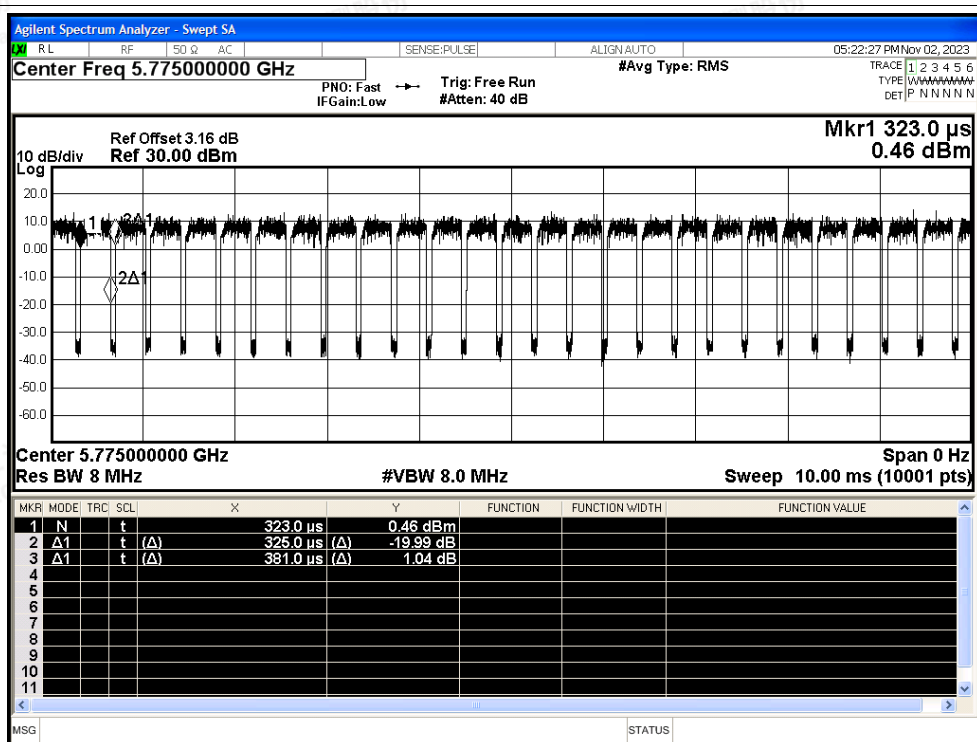 Agilent Spectrum Analyzer - Swept SA
LXI RL RF 50 Ω AC SENSE:PULSE ALIGN AUTO 05:22:27 PM Nov 02, 2023
Center Freq 5.775000000 GHz #Avg Type: RMS TRACE 1 2 3 4 5 6
PNO: Fast Trig: Free Run TYPE W
IFGain:Low #Atten: 40 dB DET P N N N N N
Mkr1 323.0 µs
Ref Offset 3.16 dB
10 dB/div Ref 30.00 dBm 0.46 dBm
Log
20.0
10.0
1 3Δ1
0.00
-10.0
2Δ1
-20.0
-30.0
-40.0
-50.0
-60.0
Center 5.775000000 GHz Span 0 Hz
Res BW 8 MHz #VBW 8.0 MHz Sweep 10.00 ms (10001 pts)
MKR MODE TRC SCL X Y FUNCTION FUNCTION WIDTH FUNCTION VALUE
1 N t 323.0 µs 0.46 dBm
2 Δ1 t (Δ) 325.0 µs (Δ) -19.99 dB
3 Δ1 t (Δ) 381.0 µs (Δ) 1.04 dB
4
5
6
7
8
9
10
11
MSG STATUS